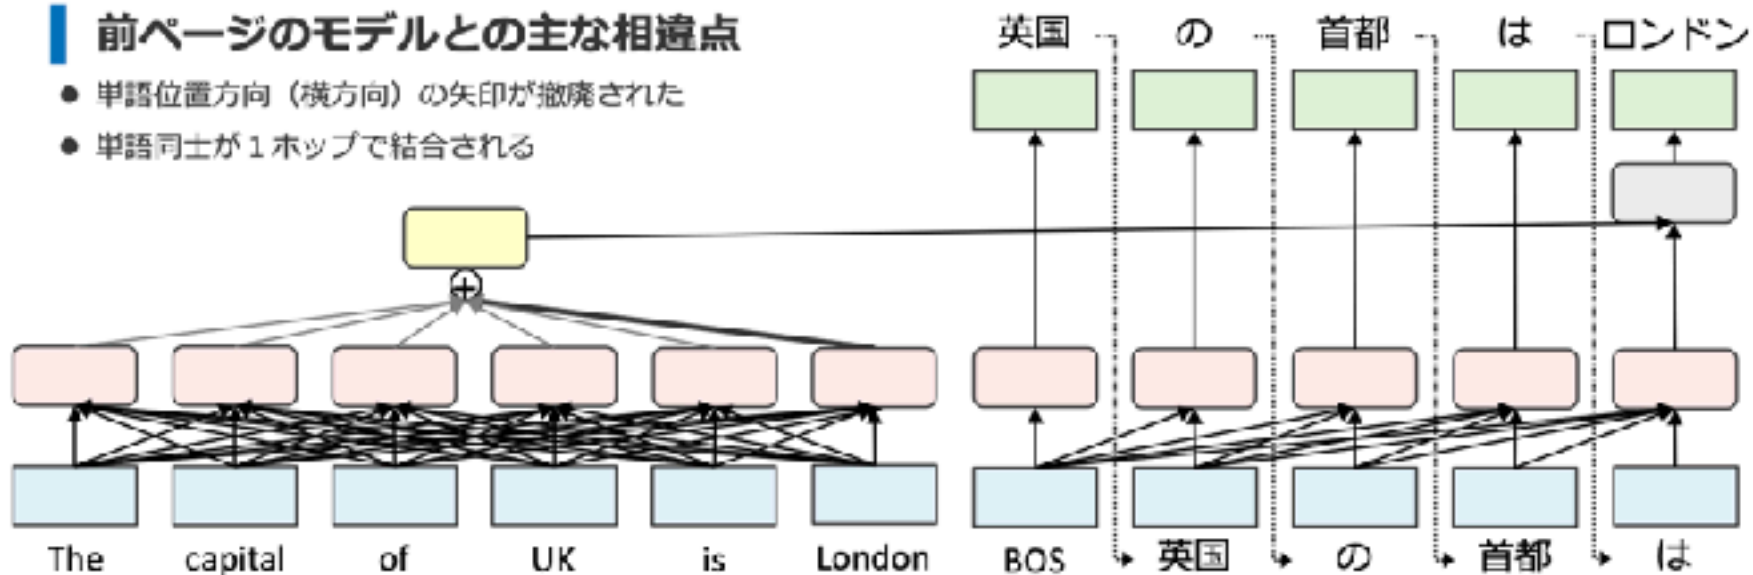 前ページのモデルとの主な相違点
● 単語位置方向（横方向）の矢印が撤廃された
● 単語同士が１ホップで結合される
英国 の 首都 は ロンドン
The capital of UK is London BOS 英国 の 首都 は